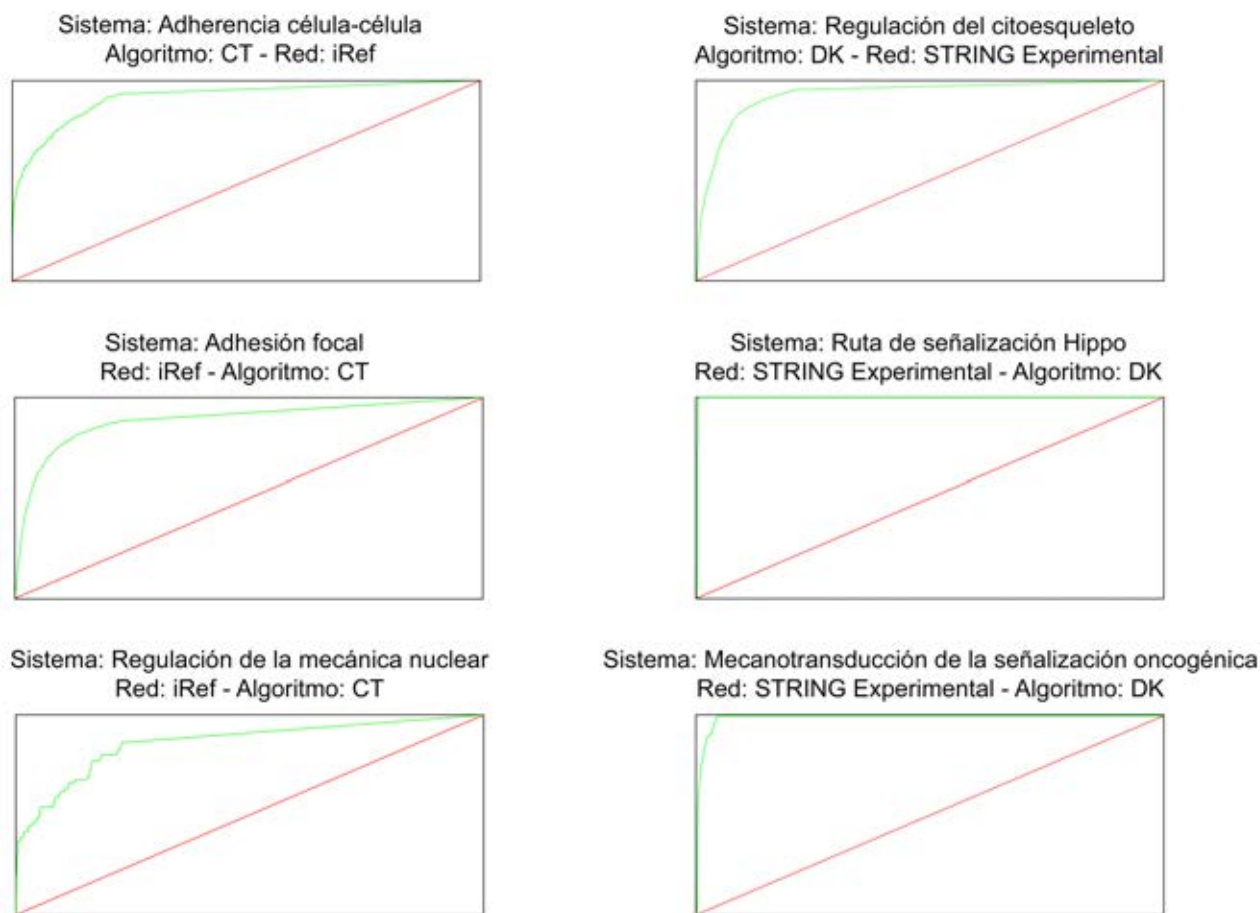 Sistema: Adherencia célula-célula
Algoritmo: CT - Red: iRef
Sistema: Regulación del citoesqueleto
Algoritmo: DK - Red: STRING Experimental
Sistema: Adhesión focal
Red: iRef - Algoritmo: CT
Sistema: Ruta de señalización Hippo
Red: STRING Experimental - Algoritmo: DK
Sistema: Regulación de la mecánica nuclear
Red: iRef - Algoritmo: CT
Sistema: Mecanotransducción de la señalización oncogénica
Red: STRING Experimental - Algoritmo: DK